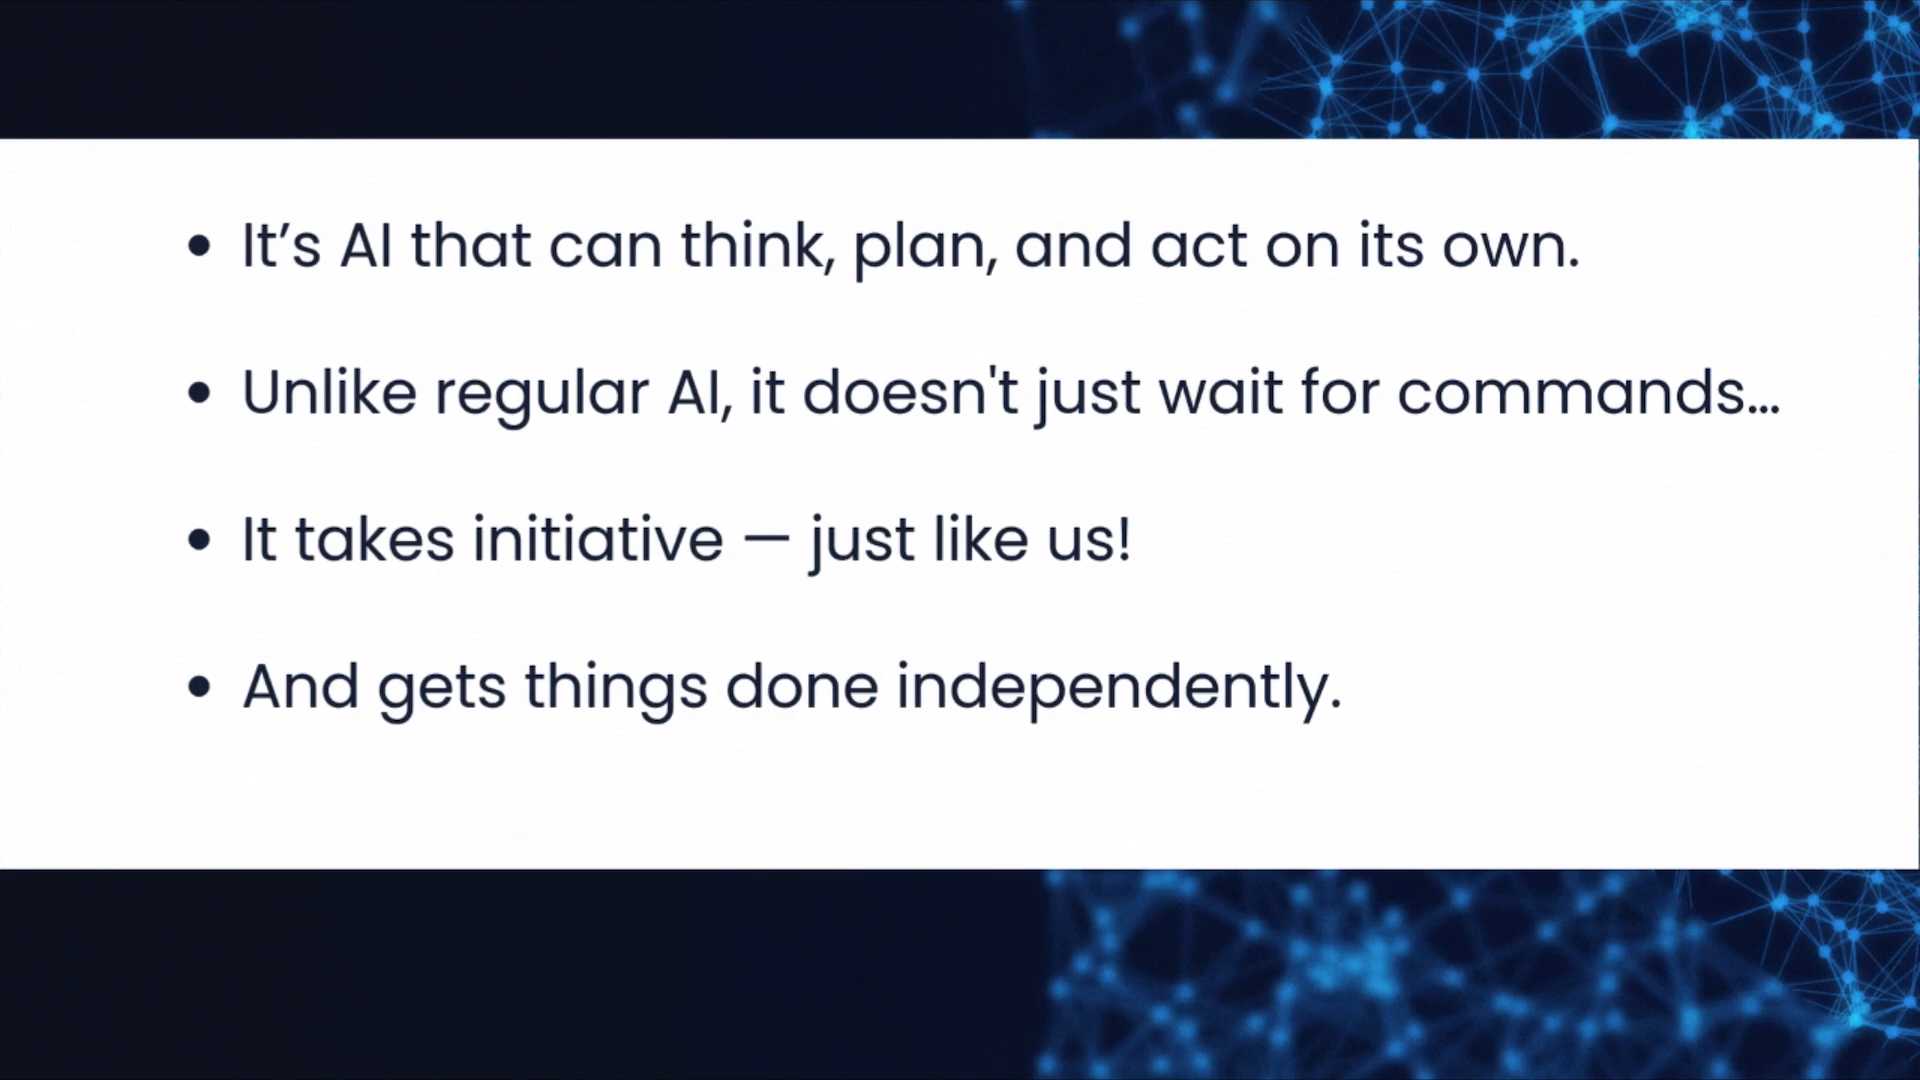 • It’s AI that can think, plan, and act on its own.
• Unlike regular AI, it doesn't just wait for commands...
• It takes initiative — just like us!
• And gets things done independently.